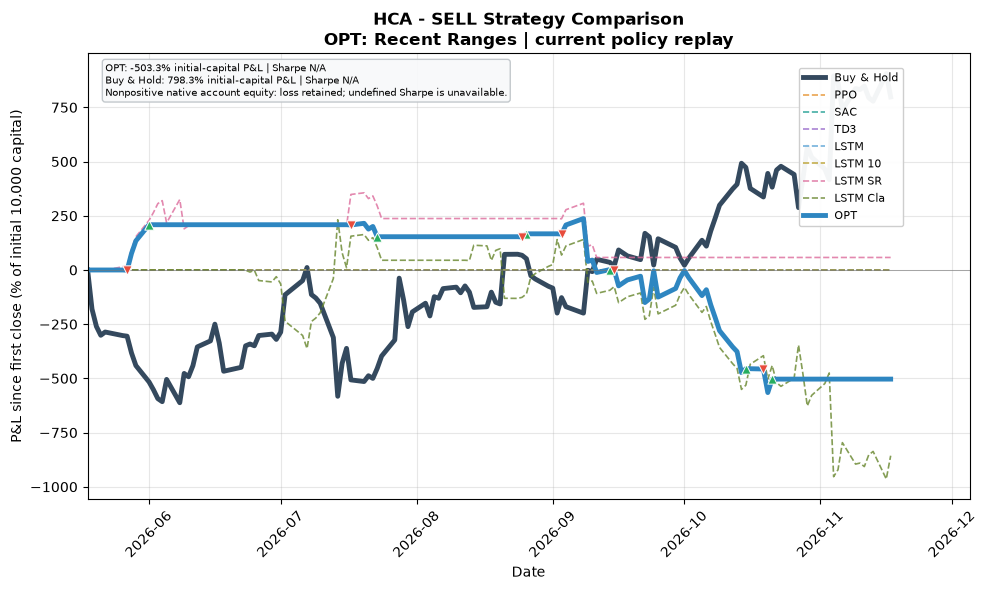 HCA - SELL Strategy Comparison
OPT: Recent Ranges | current policy replay
OPT: -503.3% initial-capital P&L | Sharpe N/A
Buy & Hold: 798.3% initial-capital P&L | Sharpe N/A
Nonpositive native account equity: loss retained; undefined Sharpe is unavailable.
Buy & Hold
PPO
SAC
TD3
LSTM
LSTM 10
LSTM SR
LSTM Cla
OPT
P&L since first close (% of initial 10,000 capital)
750
500
250
0
−250
−500
−750
−1000
2026-06
2026-07
2026-08
2026-09
2026-10
2026-11
2026-12
Date